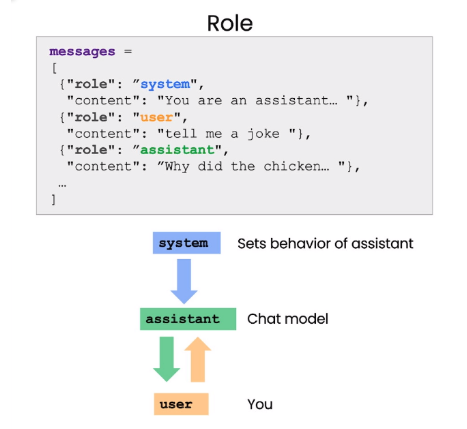 Role
messages =
[
{"role": "system",
"content": "You are an assistant… "},
{"role": "user",
"content": "tell me a joke "},
{"role": "assistant",
"content": "Why did the chicken… "},
…
]
system Sets behavior of assistant
assistant Chat model
user You